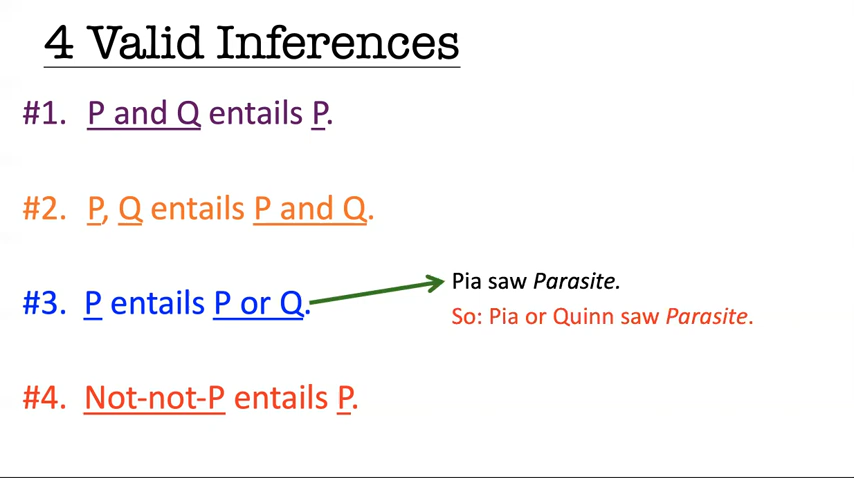 4 Valid Inferences
#1. P and Q entails P.
#2. P, Q entails P and Q.
#3. P entails P or Q.
Pia saw Parasite.
So: Pia or Quinn saw Parasite.
#4. Not-not-P entails P.